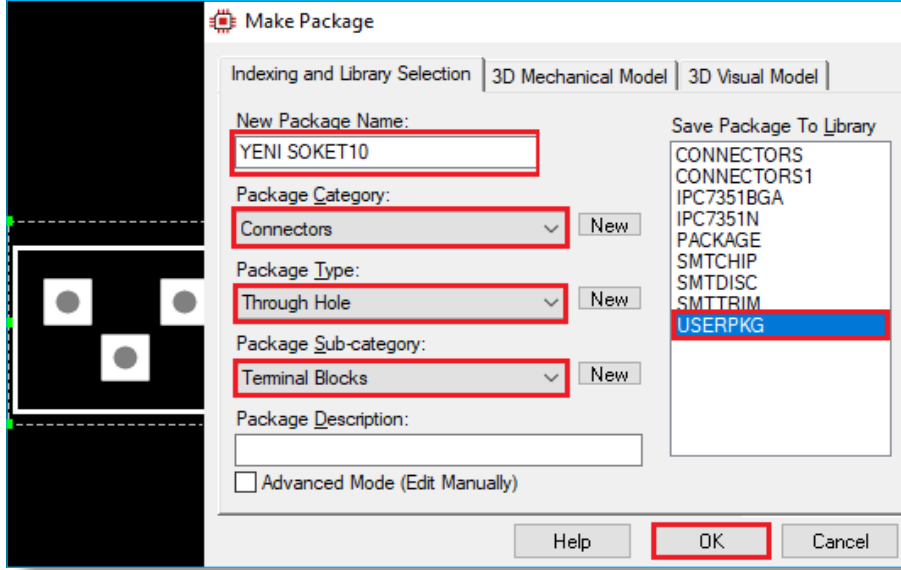 Make Package
Indexing and Library Selection
3D Mechanical Model
3D Visual Model
New Package Name:
YENI SOKET10
Package Category:
Connectors
New
Package Type:
Through Hole
New
Package Sub-category:
Terminal Blocks
New
Package Description:
Advanced Mode (Edit Manually)
Save Package To Library
CONNECTORS
CONNECTORS1
IPC7351BGA
IPC7351N
PACKAGE
SMTCHIP
SMTDISC
SMTTRIM
USERPKG
Help
OK
Cancel